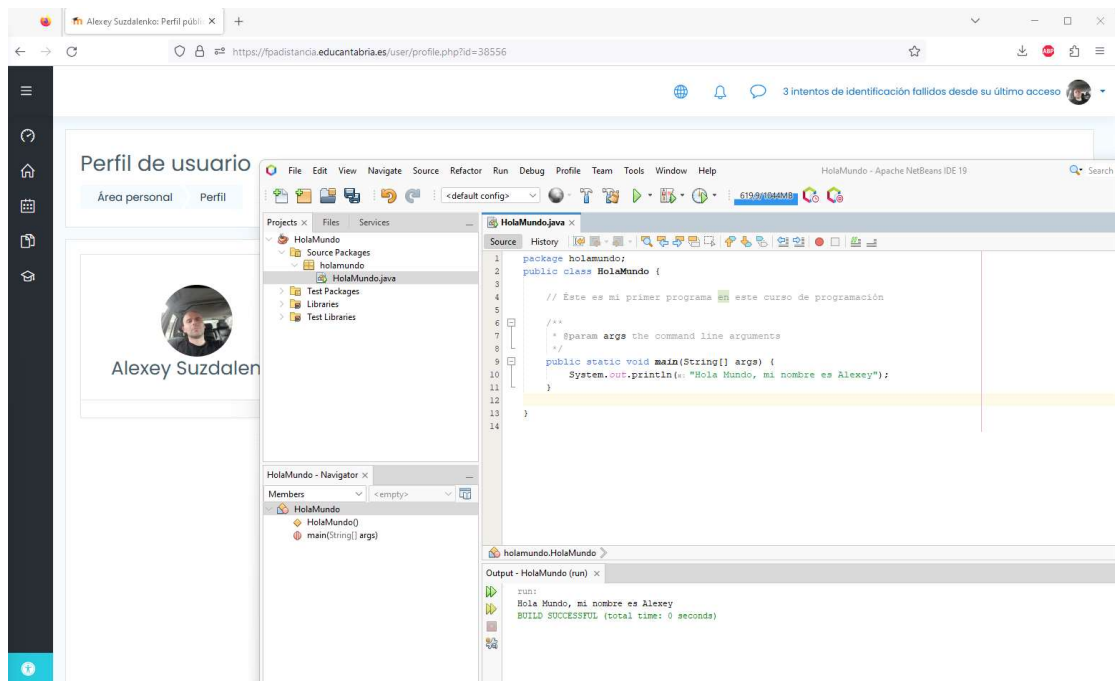 Alexey Suzdalenko: Perfil públi
https://fpadistancia.educantabria.es/user/profile.php?id=38556
ABP
3 intentos de identificación fallidos desde su último acceso
Perfil de usuario
Área personal Perfil
Alexey Suzdalen
File Edit View Navigate Source Refactor Run Debug Profile Team Tools Window Help
HolaMundo - Apache NetBeans IDE 19
Search
<default config>
619,9/1044MB
Projects Files Services
HolaMundo
Source Packages
holamundo
HolaMundo.java
Test Packages
Libraries
Test Libraries
HolaMundo.java
Source History
1 package holamundo;
2 public class HolaMundo {
3
4 // Éste es mi primer programa en este curso de programación
5
6 /**
7 * @param args the command line arguments
8 */
9 public static void main(String[] args) {
10 System.out.println("Hola Mundo, mi nombre es Alexey");
11 }
12
13 }
14
HolaMundo - Navigator
Members <empty>
HolaMundo
HolaMundo()
main(String[] args)
holamundo.HolaMundo
Output - HolaMundo (run)
run:
Hola Mundo, mi nombre es Alexey
BUILD SUCCESSFUL (total time: 0 seconds)